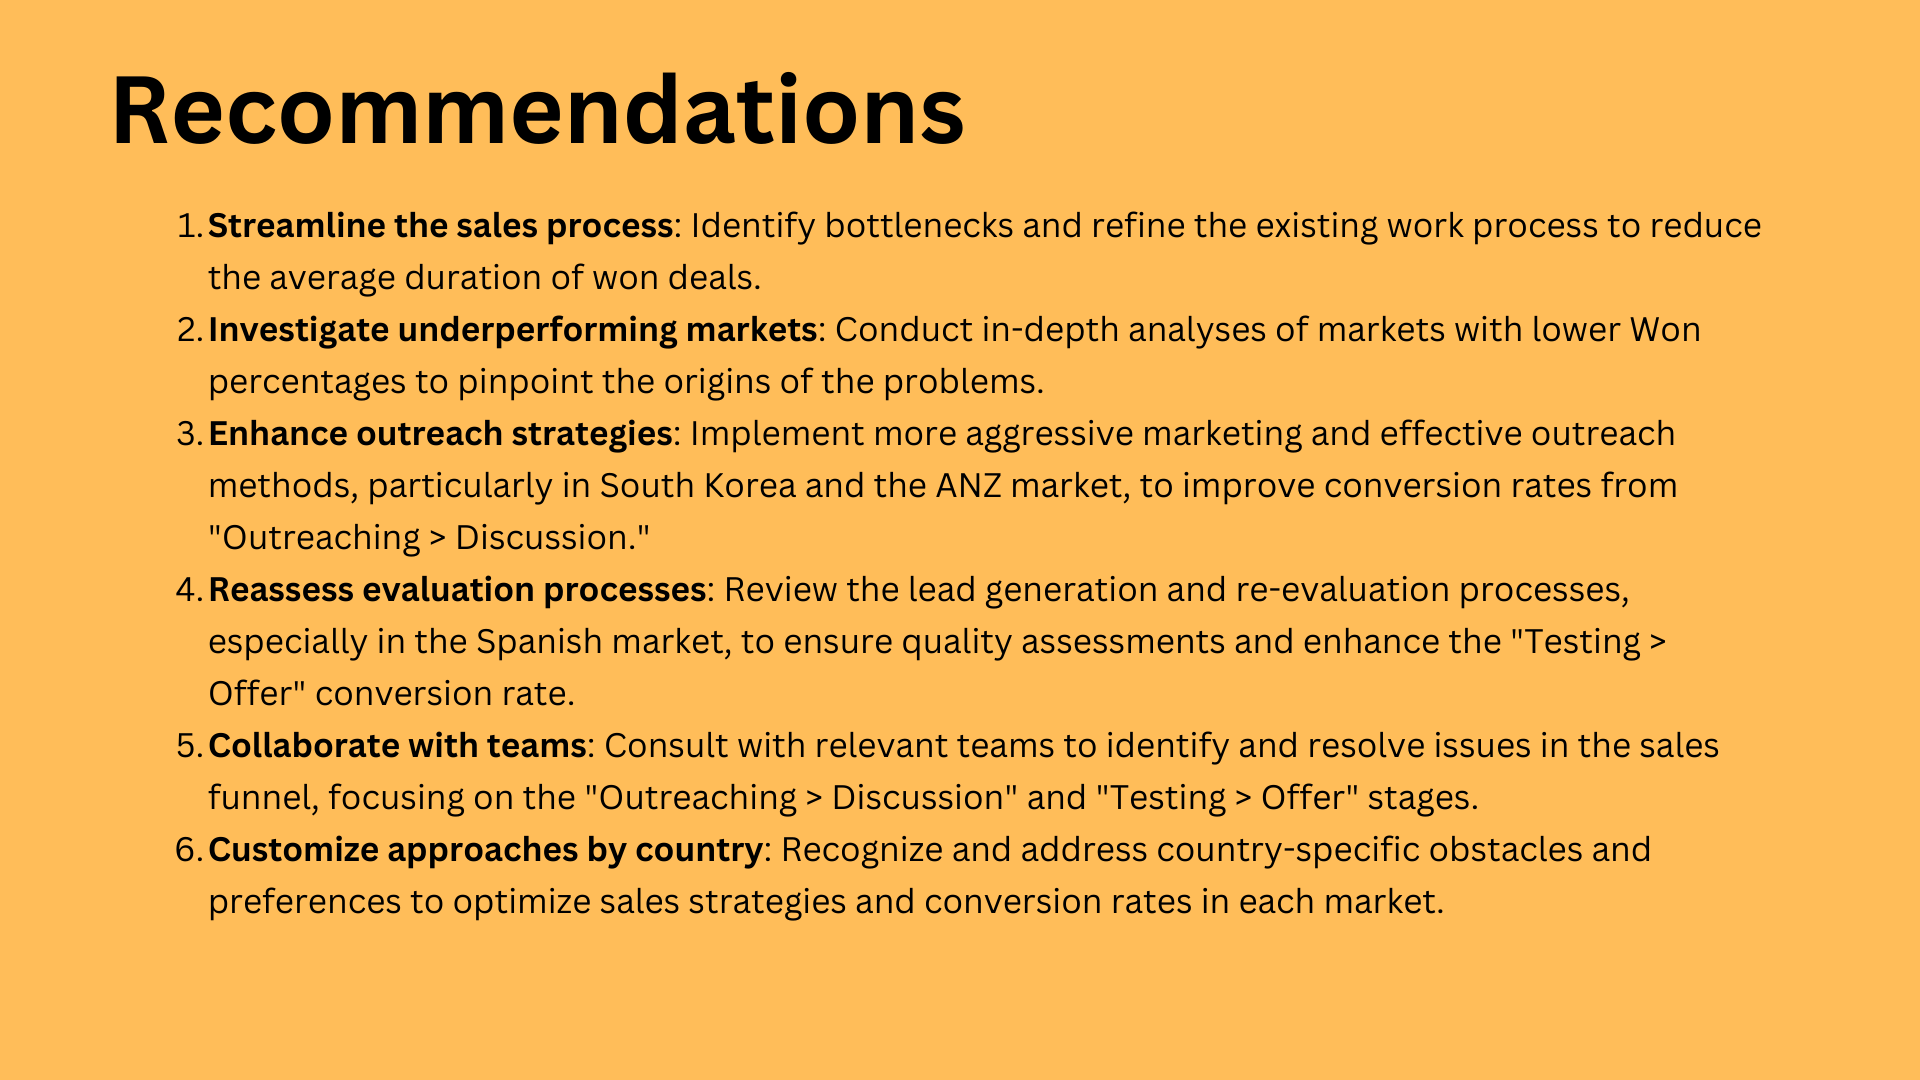 Recommendations
1. Streamline the sales process: Identify bottlenecks and refine the existing work process to reduce
the average duration of won deals.
2. Investigate underperforming markets: Conduct in-depth analyses of markets with lower Won
percentages to pinpoint the origins of the problems.
3. Enhance outreach strategies: Implement more aggressive marketing and effective outreach
methods, particularly in South Korea and the ANZ market, to improve conversion rates from
"Outreaching > Discussion."
4. Reassess evaluation processes: Review the lead generation and re-evaluation processes,
especially in the Spanish market, to ensure quality assessments and enhance the "Testing >
Offer" conversion rate.
5. Collaborate with teams: Consult with relevant teams to identify and resolve issues in the sales
funnel, focusing on the "Outreaching > Discussion" and "Testing > Offer" stages.
6. Customize approaches by country: Recognize and address country-specific obstacles and
preferences to optimize sales strategies and conversion rates in each market.